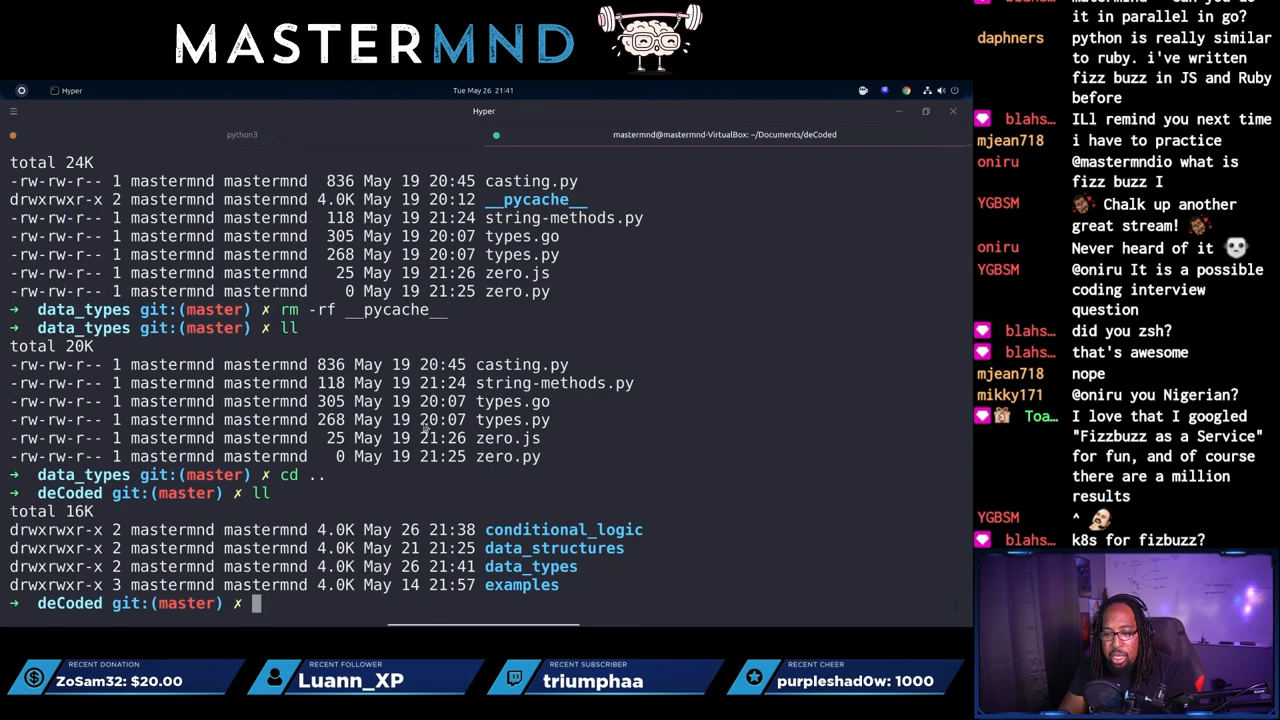 MASTERMND
Hyper
Tue May 26 21:41
Hyper
python3
mastermnd@mastermnd-VirtualBox: ~/Documents/deCoded
total 24K
-rw-rw-r-- 1 mastermnd mastermnd  836 May 19 20:45 casting.py
drwxrwxr-x 2 mastermnd mastermnd 4.0K May 19 20:12 __pycache__
-rw-rw-r-- 1 mastermnd mastermnd  118 May 19 21:24 string-methods.py
-rw-rw-r-- 1 mastermnd mastermnd  305 May 19 20:07 types.go
-rw-rw-r-- 1 mastermnd mastermnd  268 May 19 20:07 types.py
-rw-rw-r-- 1 mastermnd mastermnd   25 May 19 21:26 zero.js
-rw-rw-r-- 1 mastermnd mastermnd    0 May 19 21:25 zero.py
→ data_types git:(master) ✗ rm -rf __pycache__
→ data_types git:(master) ✗ ll
total 20K
-rw-rw-r-- 1 mastermnd mastermnd 836 May 19 20:45 casting.py
-rw-rw-r-- 1 mastermnd mastermnd 118 May 19 21:24 string-methods.py
-rw-rw-r-- 1 mastermnd mastermnd 305 May 19 20:07 types.go
-rw-rw-r-- 1 mastermnd mastermnd 268 May 19 20:07 types.py
-rw-rw-r-- 1 mastermnd mastermnd  25 May 19 21:26 zero.js
-rw-rw-r-- 1 mastermnd mastermnd   0 May 19 21:25 zero.py
→ data_types git:(master) ✗ cd ..
→ deCoded git:(master) ✗ ll
total 16K
drwxrwxr-x 2 mastermnd mastermnd 4.0K May 26 21:38 conditional_logic
drwxrwxr-x 2 mastermnd mastermnd 4.0K May 21 21:25 data_structures
drwxrwxr-x 2 mastermnd mastermnd 4.0K May 26 21:41 data_types
drwxrwxr-x 3 mastermnd mastermnd 4.0K May 14 21:57 examples
→ deCoded git:(master) ✗
it in parallel in go?
daphners python is really similar
to ruby. i've written
fizz buzz in JS and Ruby
before
blahs… ILl remind you next time
mjean718 i have to practice
oniru @mastermndio what is
fizz buzz I
YGBSM Chalk up another
great stream!
oniru Never heard of it
YGBSM @oniru It is a possible
coding interview
question
blahs… did you zsh?
blahs… that's awesome
mjean718 nope
mikky171 @oniru you Nigerian?
Toa… I love that I googled
"Fizzbuzz as a Service"
for fun, and of course
there are a million
results
YGBSM ^
blahs… k8s for fizbuzz?
RECENT DONATION
ZoSam32: $20.00
RECENT FOLLOWER
Luann_XP
RECENT SUBSCRIBER
triumphaa
RECENT CHEER
purpleshad0w: 1000